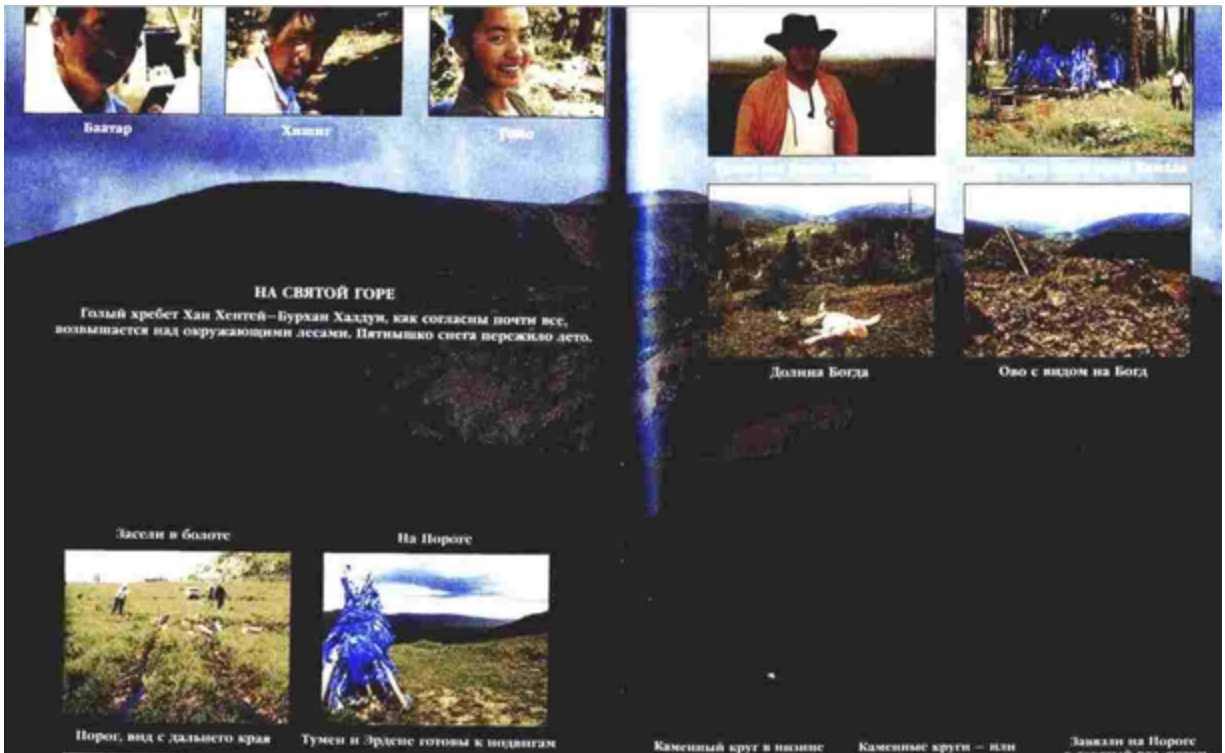 Баатар
Хишиг
Гойо
НА СВЯТОЙ ГОРЕ
Голый хребет Хан Хентей–Бурхан Халдун, как согласны почти все,
возвышается над окружающими лесами. Пятнышко снега пережило лето.
Долина Богда
Ово с видом на Богд
Засели в болоте
На Пороге
Порог, вид с дальнего края
Тумен и Эрдене готовы к подвигам
Каменный круг в низине
Каменные круги – или
Завязли на Пороге